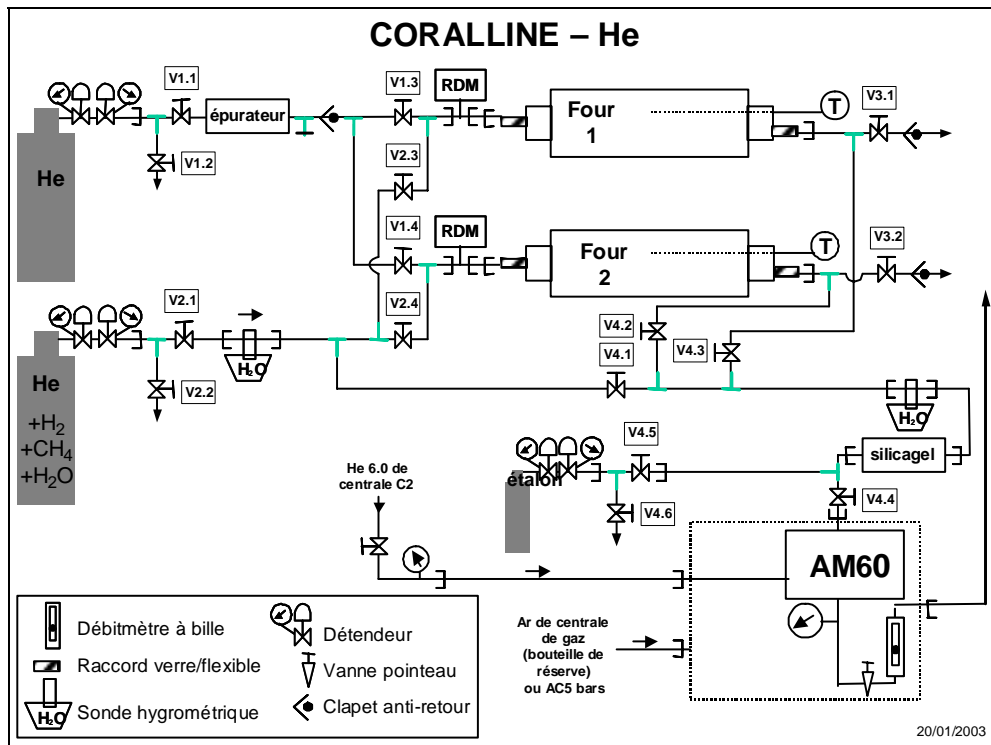 CORALLINE – He
V1.1
V1.3
RDM
V3.1
épurateur
Four
1
T
V1.2
He
V2.3
V1.4
RDM
V3.2
Four
2
T
V2.1
V2.4
V4.2
V4.1
V4.3
H₂O
V2.2
He
+H₂
+CH₄
+H₂O
H₂O
V4.5
silicagel
étalon
He 6.0 de
centrale C2
V4.4
V4.6
AM60
Ar de centrale
de gaz
(bouteille de
réserve)
ou AC5 bars
Débitmètre à bille
Raccord verre/flexible
H₂O
Sonde hygrométrique
Détendeur
Vanne pointeau
Clapet anti-retour
20/01/2003